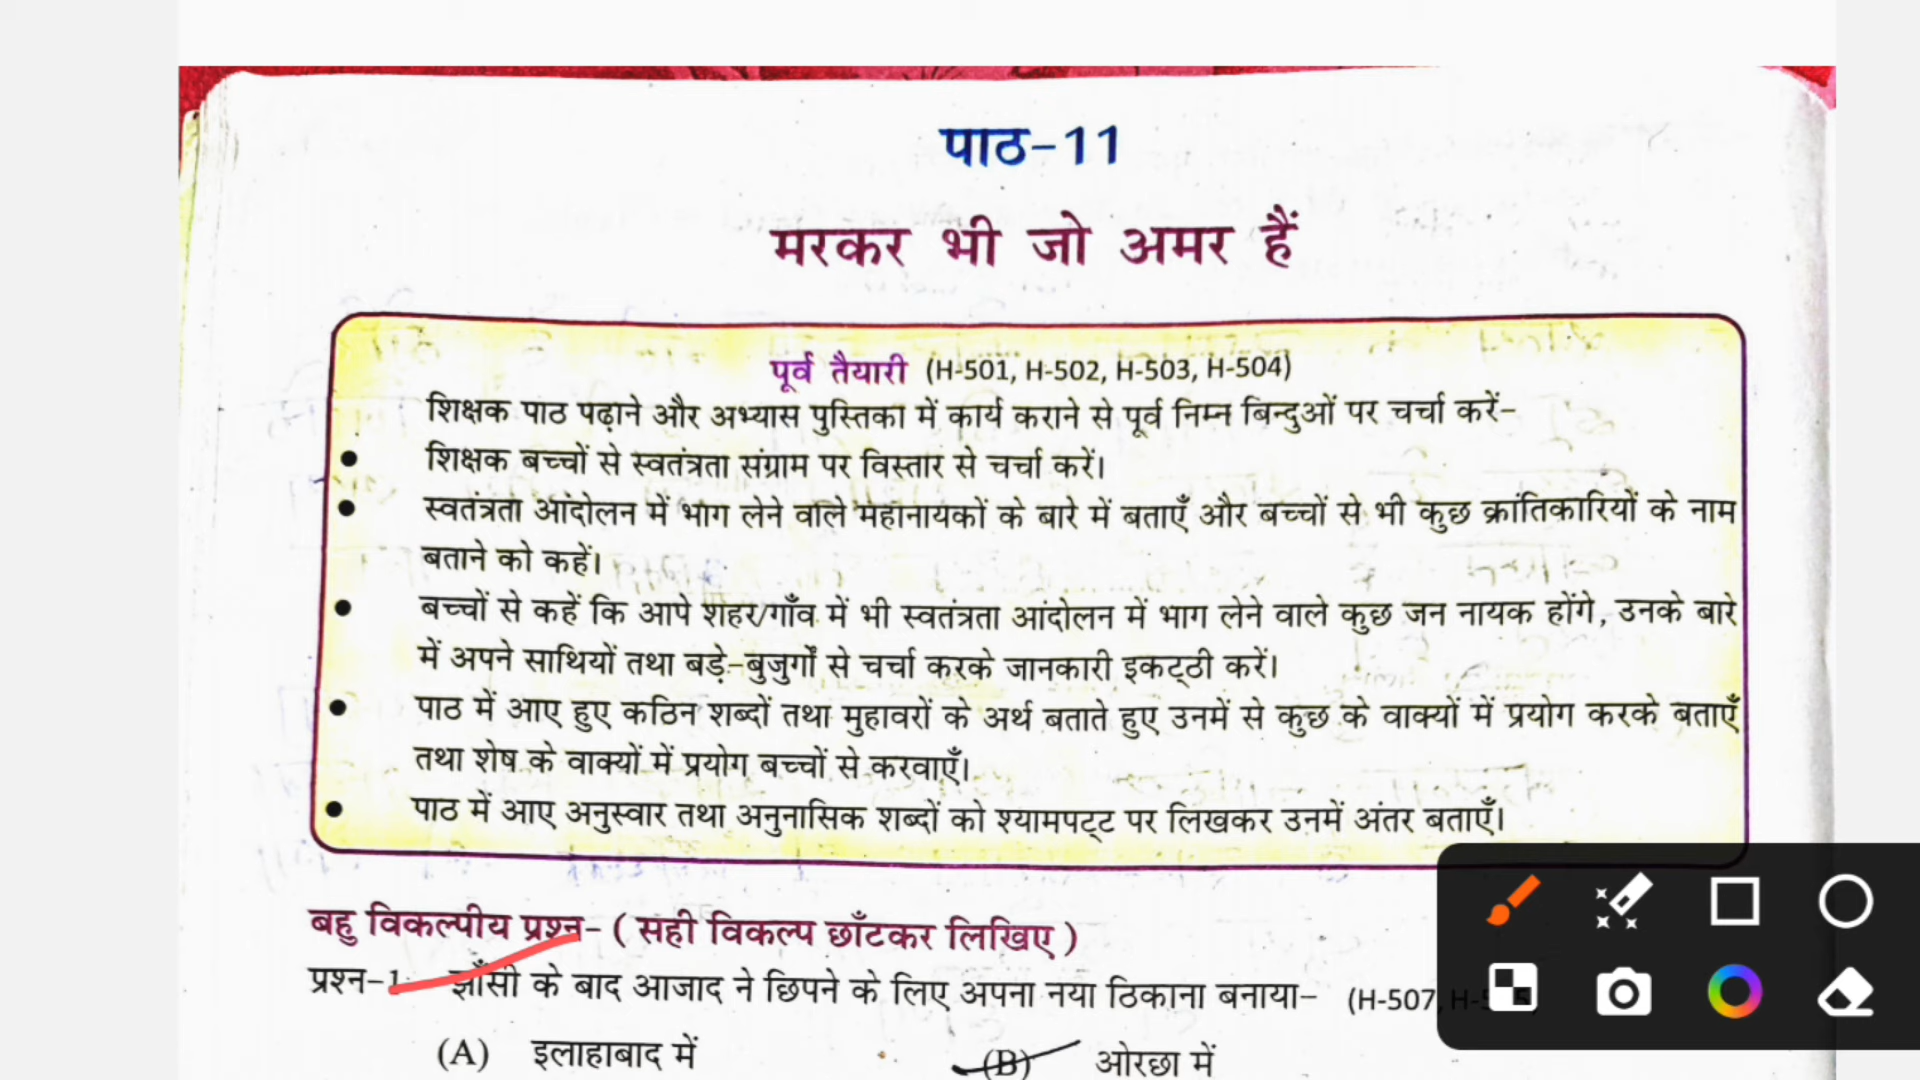 पाठ-11
मरकर भी जो अमर हैं
पूर्व तैयारी (H-501, H-502, H-503, H-504)
शिक्षक पाठ पढ़ाने और अभ्यास पुस्तिका में कार्य कराने से पूर्व निम्न बिन्दुओं पर चर्चा करें-
● शिक्षक बच्चों से स्वतंत्रता संग्राम पर विस्तार से चर्चा करें।
● स्वतंत्रता आंदोलन में भाग लेने वाले महानायकों के बारे में बताएँ और बच्चों से भी कुछ क्रांतिकारियों के नाम
बताने को कहें।
● बच्चों से कहें कि आपे शहर/गाँव में भी स्वतंत्रता आंदोलन में भाग लेने वाले कुछ जन नायक होंगे, उनके बारे
में अपने साथियों तथा बड़े-बुजुर्गों से चर्चा करके जानकारी इकट्ठी करें।
● पाठ में आए हुए कठिन शब्दों तथा मुहावरों के अर्थ बताते हुए उनमें से कुछ के वाक्यों में प्रयोग करके बताएँ
तथा शेष के वाक्यों में प्रयोग बच्चों से करवाएँ।
● पाठ में आए अनुस्वार तथा अनुनासिक शब्दों को श्यामपट्ट पर लिखकर उनमें अंतर बताएँ।
बहु विकल्पीय प्रश्न- ( सही विकल्प छाँटकर लिखिए )
प्रश्न-1. झाँसी के बाद आजाद ने छिपने के लिए अपना नया ठिकाना बनाया- (H-507,
(A) इलाहाबाद में (B) ओरछा में